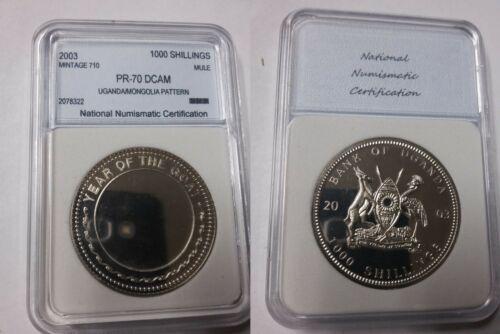 2003 1000 SHILLINGS
MINTAGE 710 MULE
PR-70 DCAM
UGANDA/MONGOLIA PATTERN
2078322
National Numismatic Certification
YEAR OF THE GOAT
National
Numismatic
Certification
BANK OF UGANDA
20 03
1000 SHILLINGS